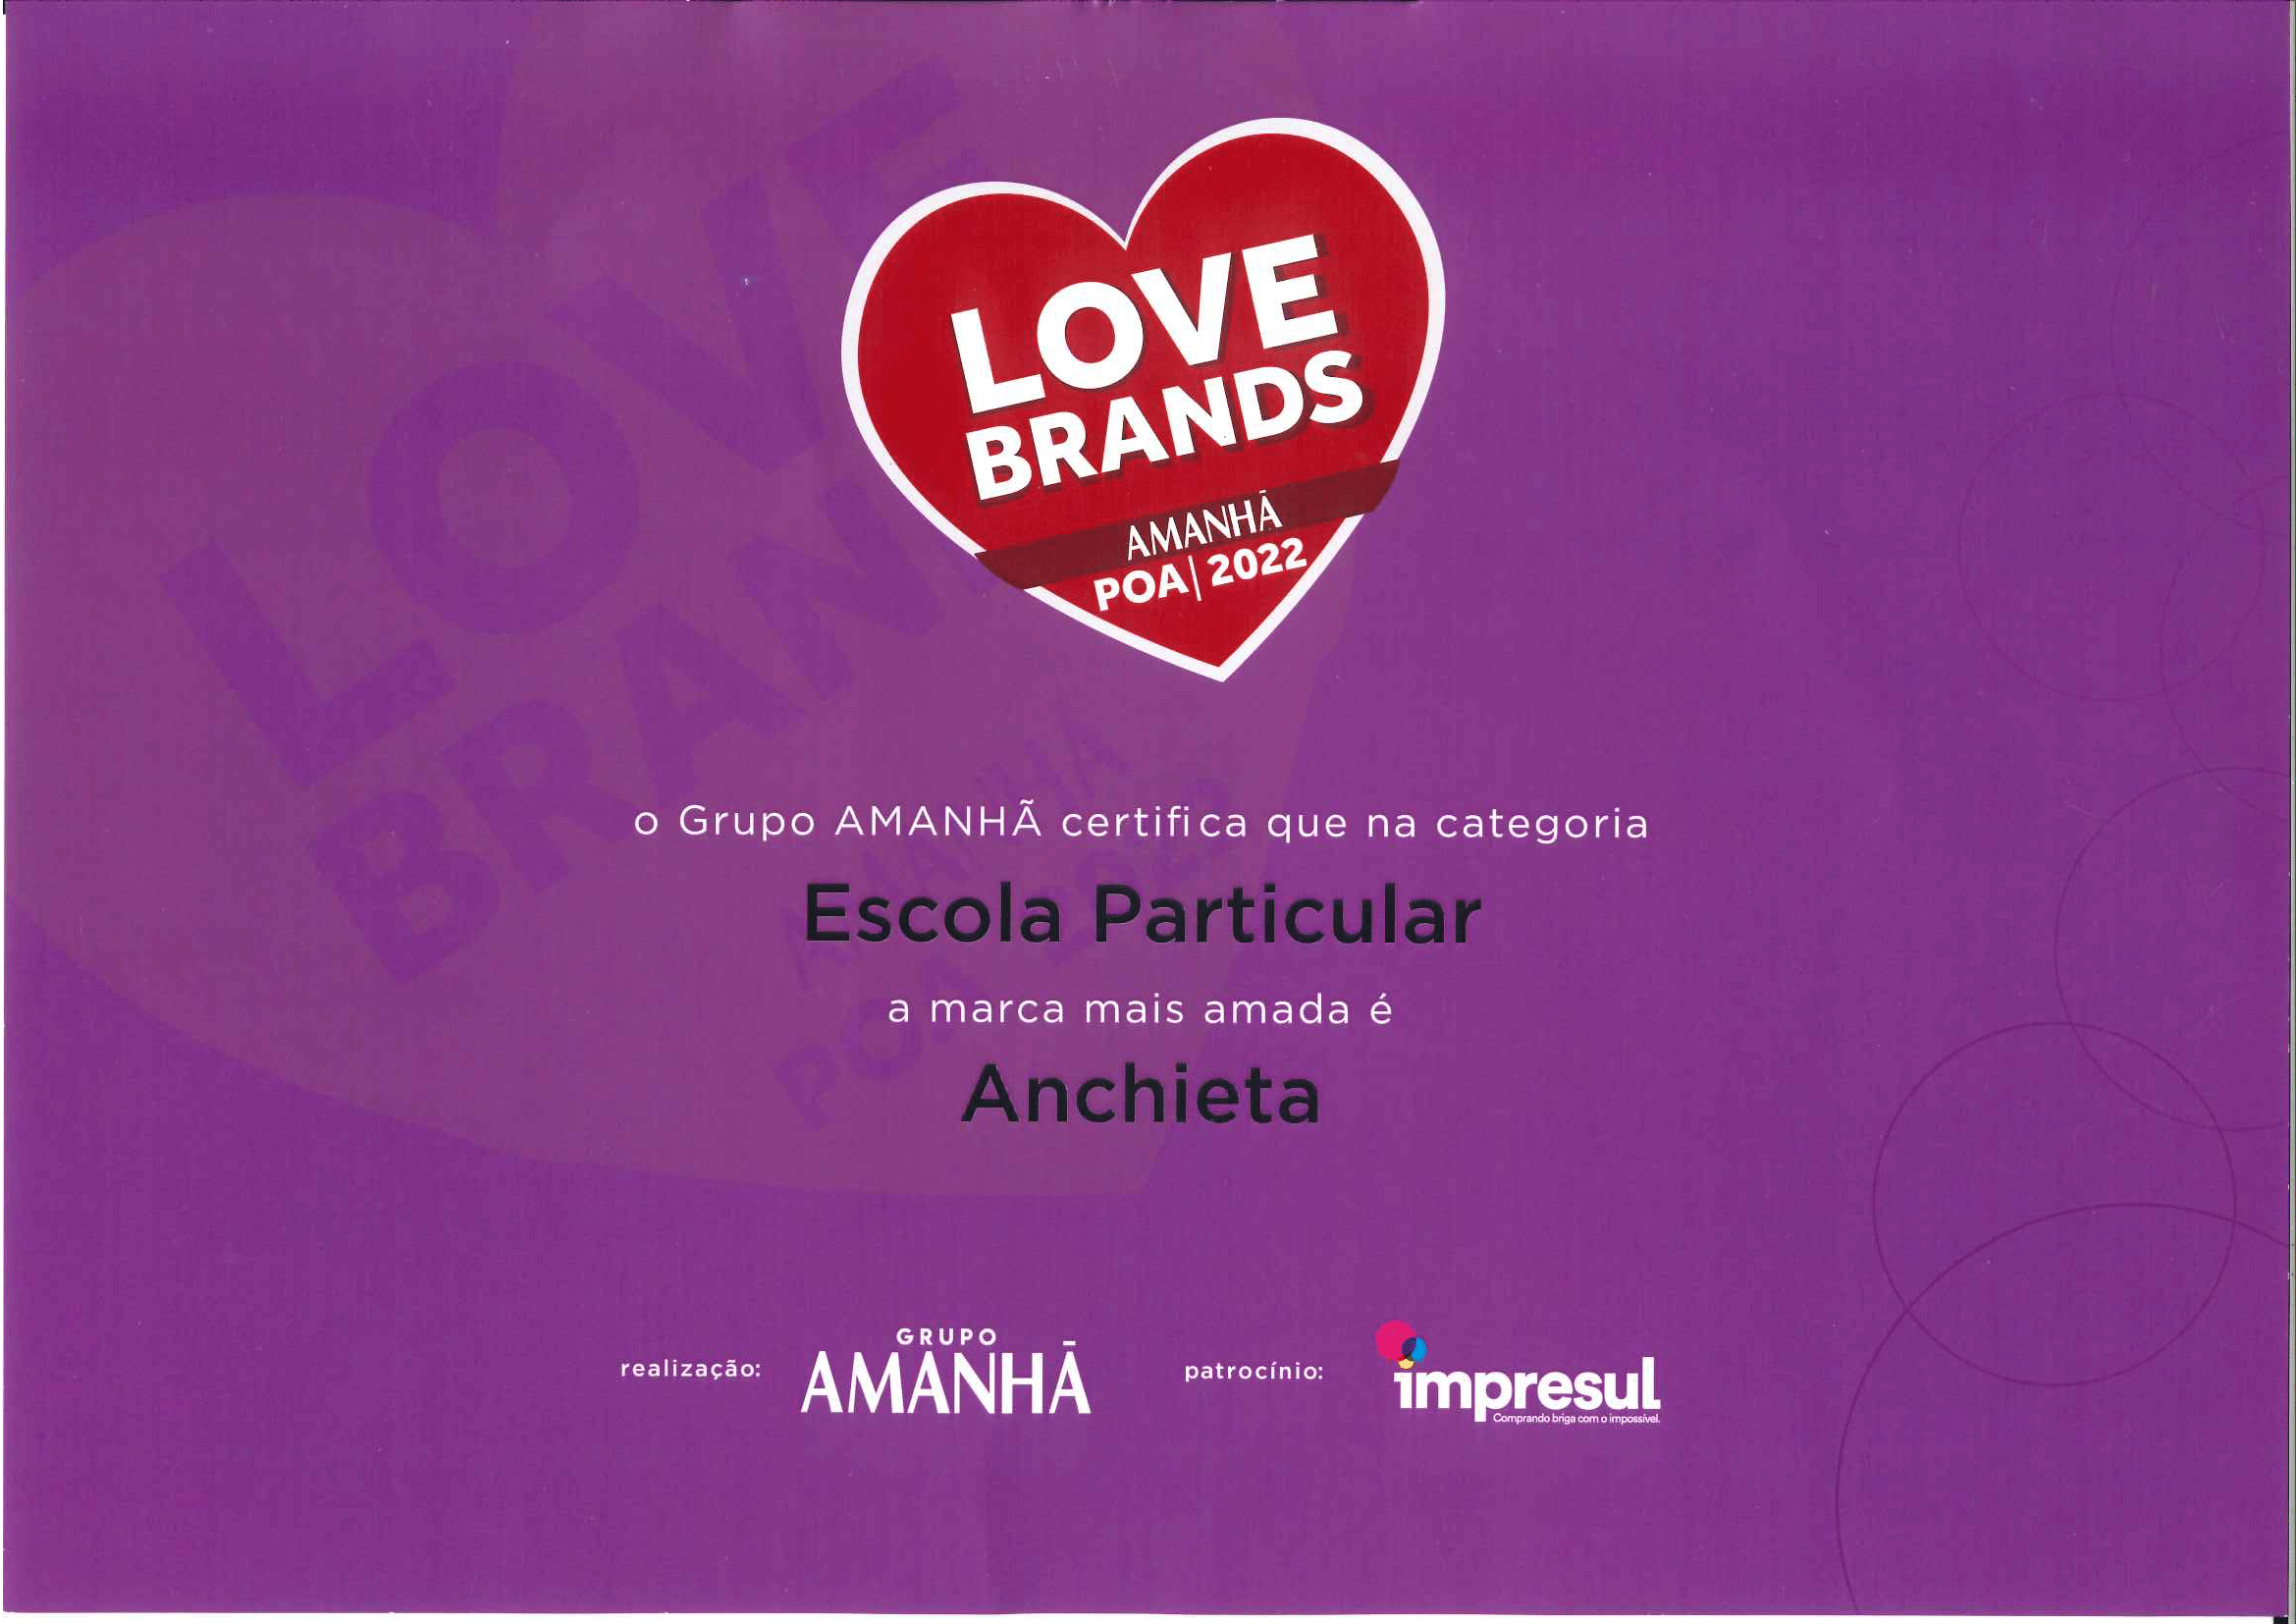 LOVE
BRANDS
AMANHÃ
POA| 2022
o Grupo AMANHÃ certifica que na categoria
Escola Particular
a marca mais amada é
Anchieta
realização:
GRUPO
AMANHÃ
patrocínio:
impresul
Comprando briga com o impossível.